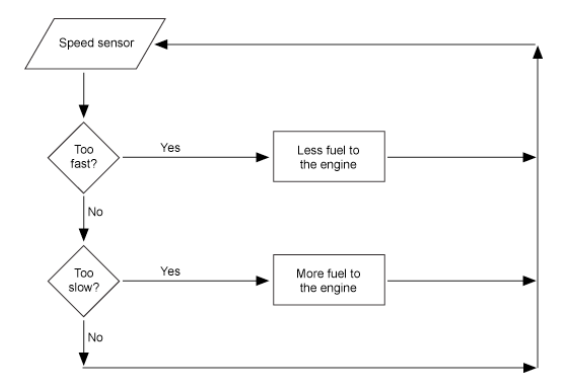 Speed sensor
Too
fast?
Yes
Less fuel to
the engine
No
Too
slow?
Yes
More fuel to
the engine
No